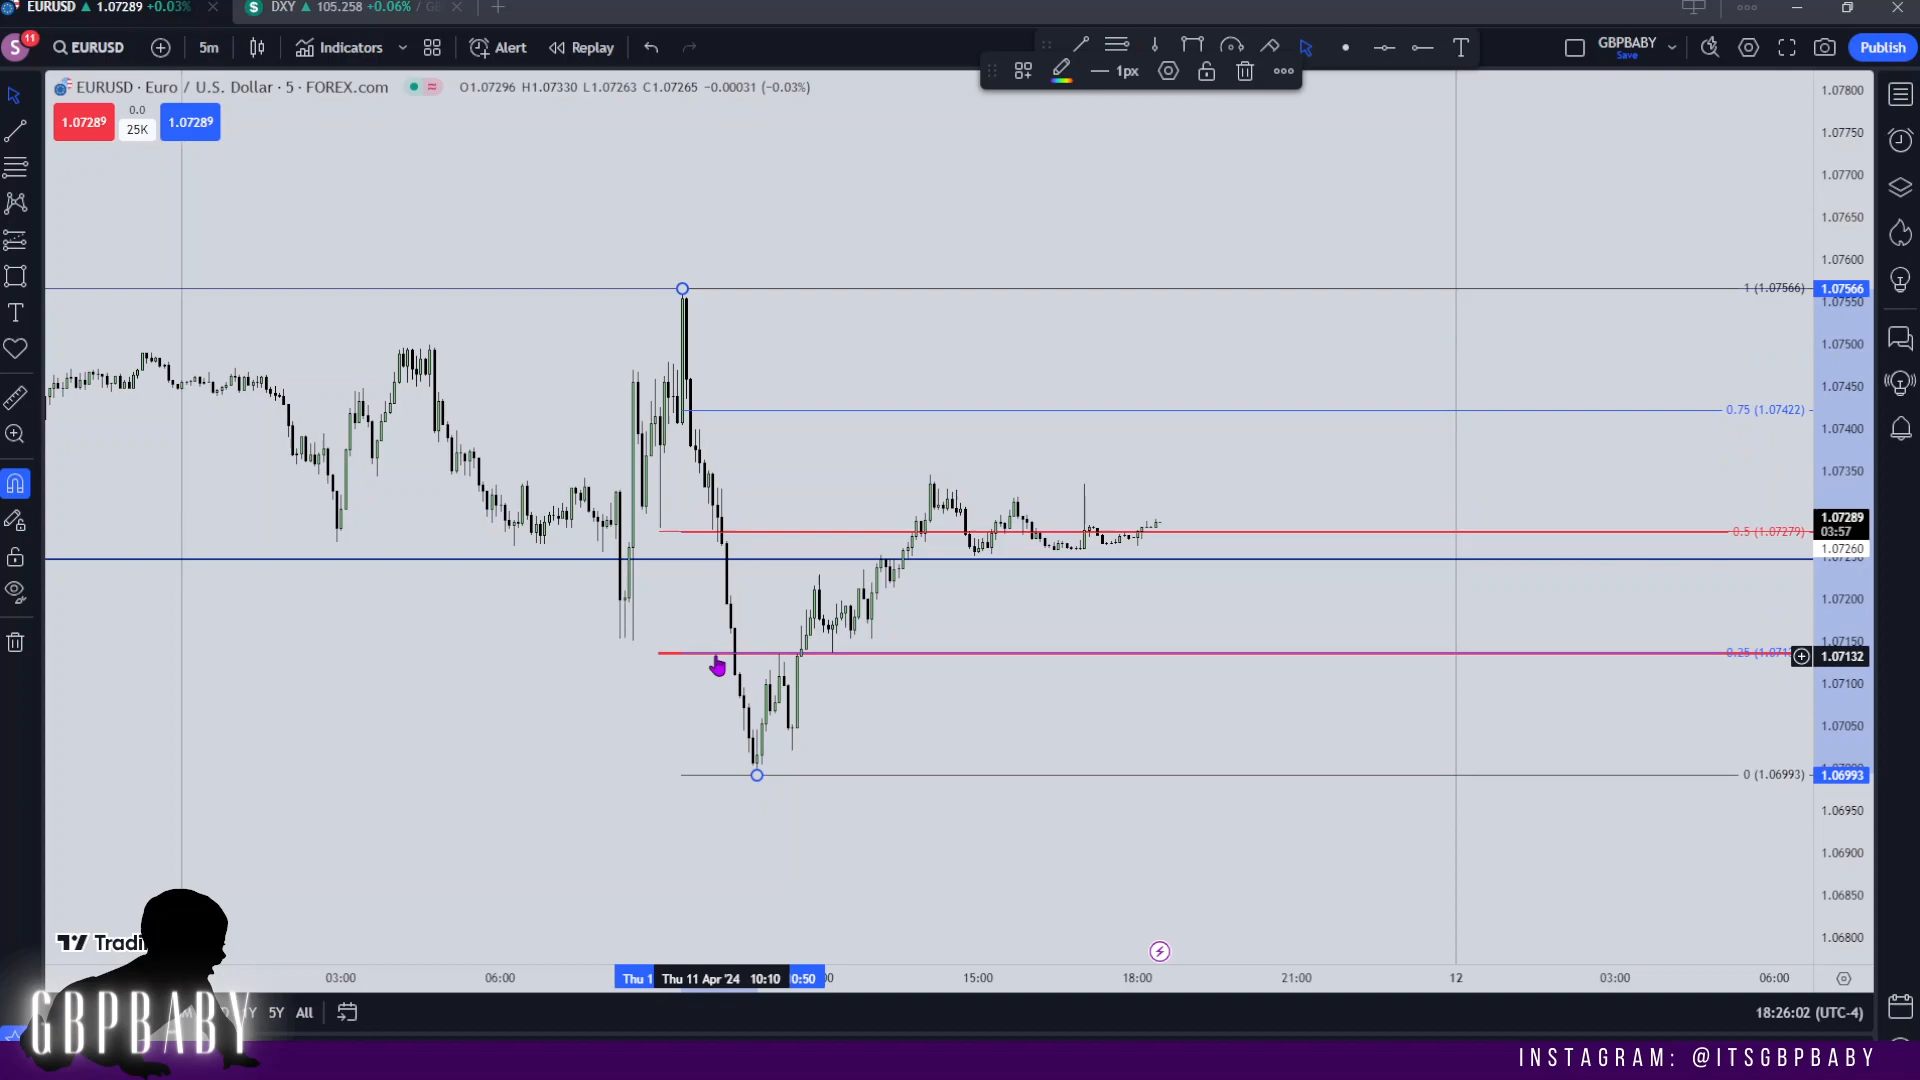 EURUSD 1.07289 +0.03% DXY 105.258 +0.06%
S 11 EURUSD 5m Indicators Alert Replay T GBPBABY Save Publish
1px
EURUSD · Euro / U.S. Dollar · 5 · FOREX.com O1.07296 H1.07330 L1.07263 C1.07265 −0.00031 (−0.03%)
1.07289 0.0 25K 1.07289
1.07800
1.07750
1.07700
1.07650
1.07600
1 (1.07566) 1.07566
1.07550
1.07500
1.07450
0.75 (1.07422)
1.07400
1.07350
1.07289
03:57
0.5 (1.07279)
1.07260
1.07200
1.07150
1.07132
1.07100
1.07050
0 (1.06993) 1.06993
1.06950
1.06900
1.06850
1.06800
03:00 06:00 Thu 11 Apr '24 10:10 0:50 15:00 18:00 21:00 12 03:00 06:00
5Y All 18:26:02 (UTC-4)
GBPBABY
INSTAGRAM: @ITSGBPBABY